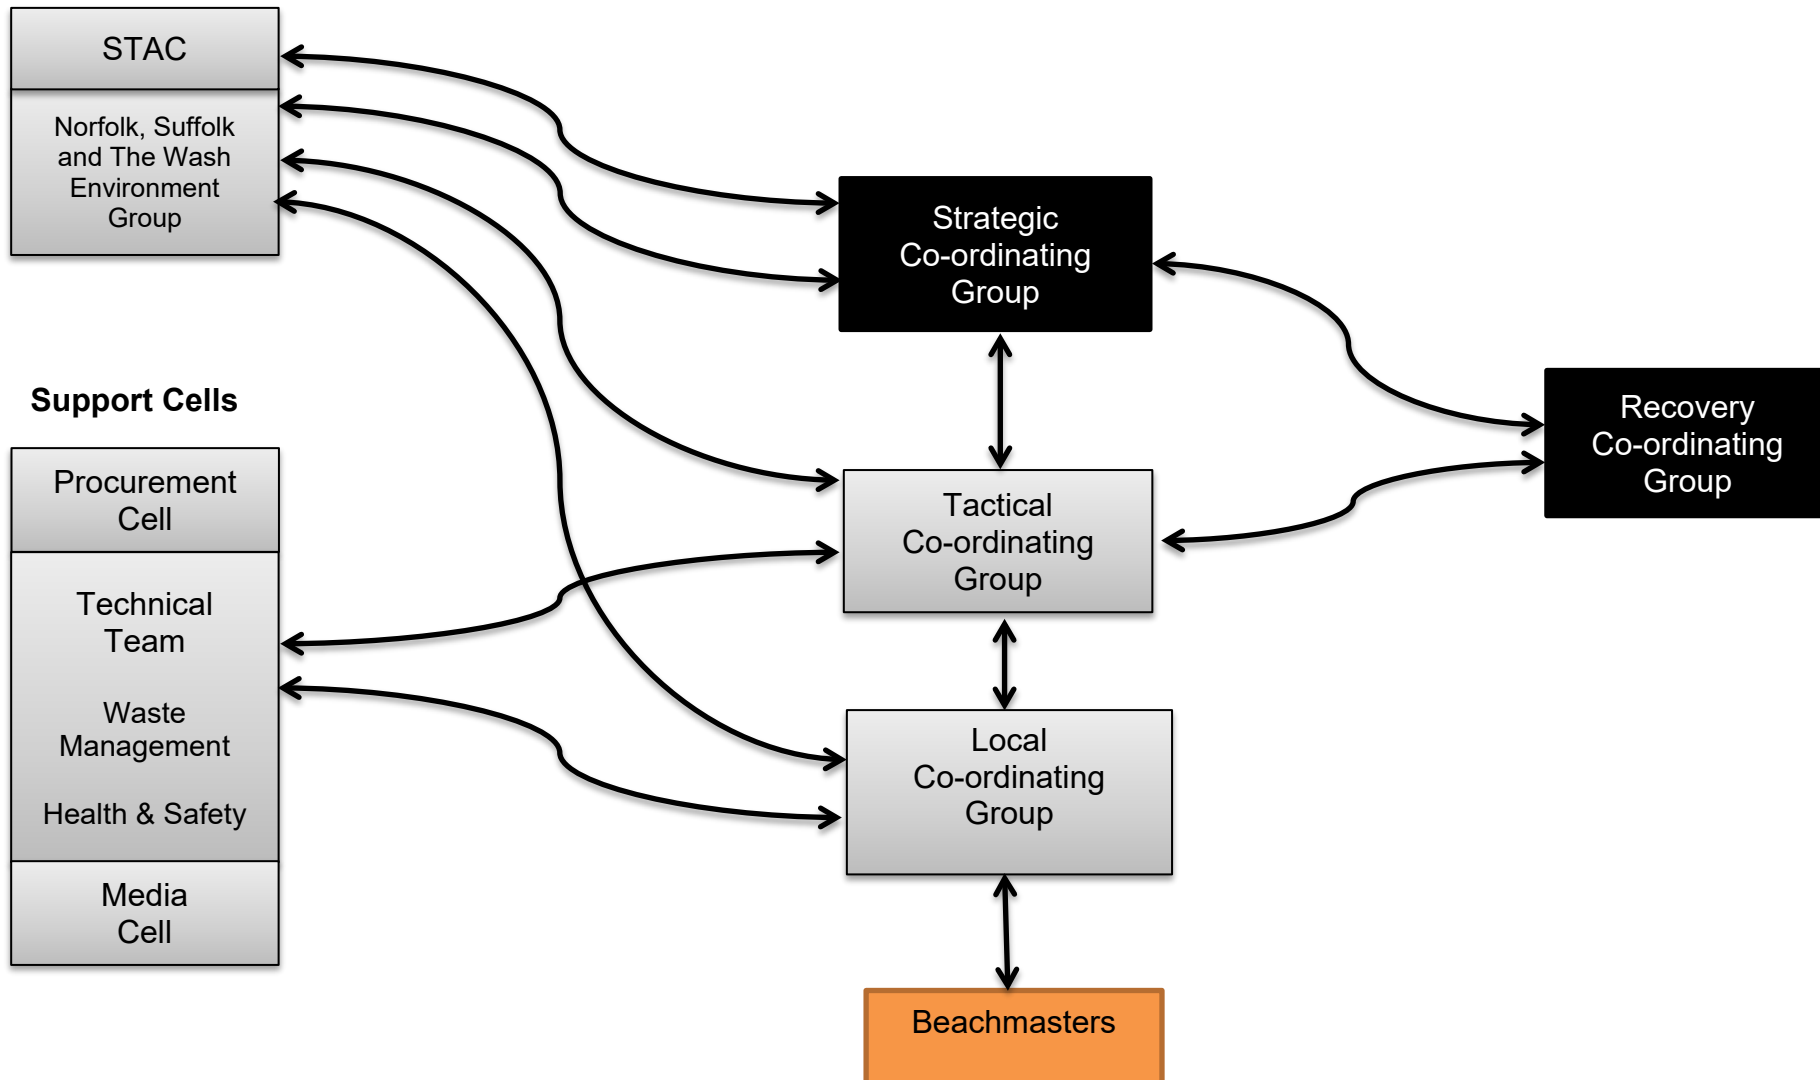 STAC
Norfolk, Suffolk
and The Wash
Environment
Group
Support Cells
Procurement
Cell
Technical
Team
Waste
Management
Health & Safety
Media
Cell
Strategic
Co-ordinating
Group
Tactical
Co-ordinating
Group
Local
Co-ordinating
Group
Beachmasters
Recovery
Co-ordinating
Group